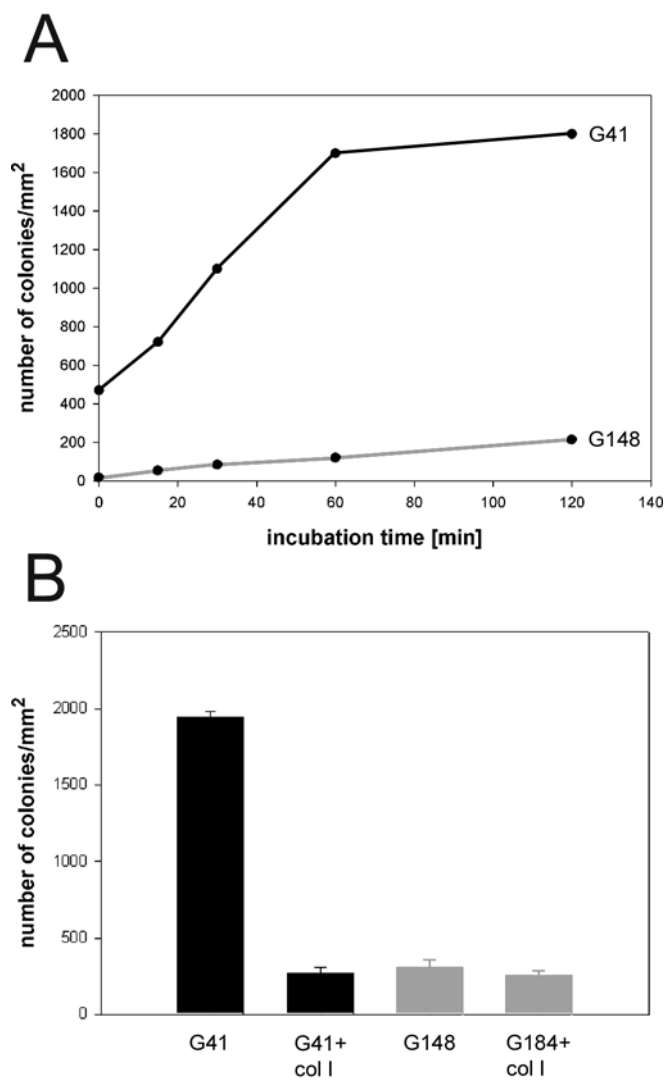 A
number of colonies/mm²
2000
1800
1600
1400
1200
1000
800
600
400
200
0
G41
G148
0 20 40 60 80 100 120 140
incubation time [min]
B
number of colonies/mm²
2500
2000
1500
1000
500
0
G41 G41+ G148 G184+
col I col I